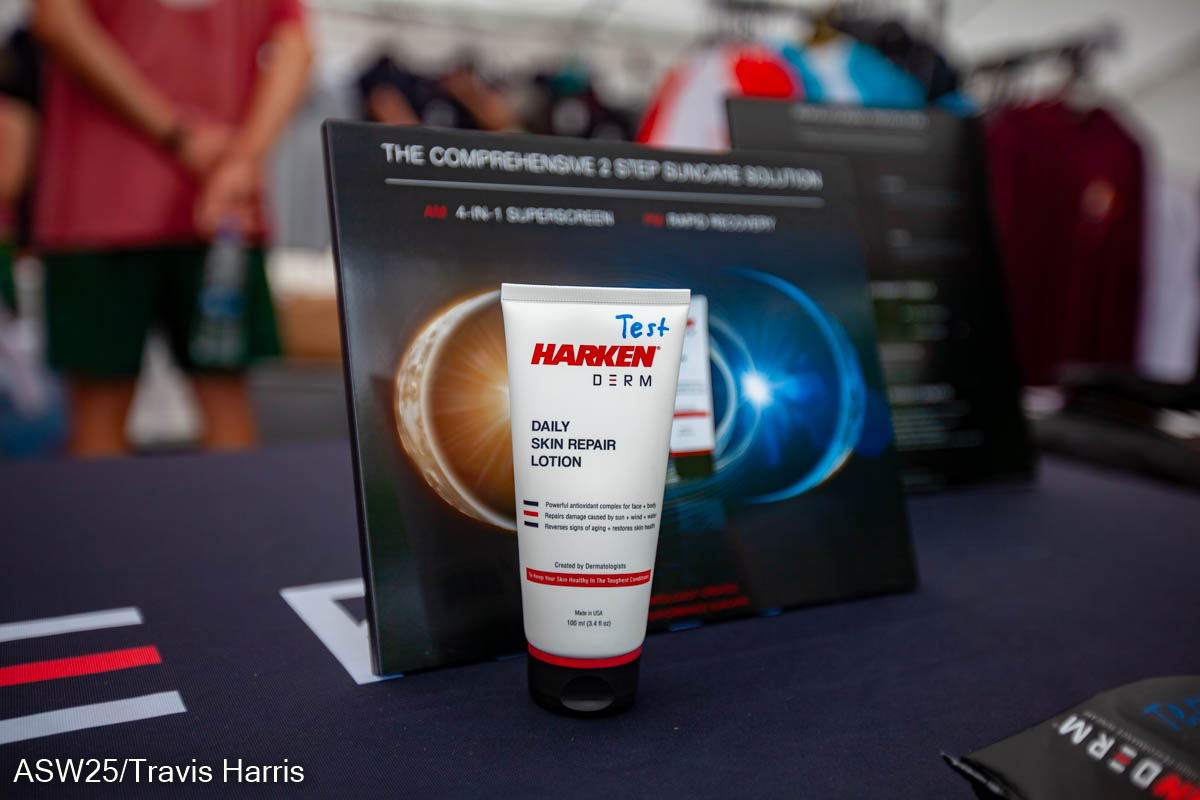 THE COMPREHENSIVE 2 STEP SUNCARE SOLUTION
AM 4-IN-1 SUPERSCREEN PM RAPID RECOVERY
Test
HARKEN®
DERM
DAILY
SKIN REPAIR
LOTION
Powerful antioxidant complex for face + body
Repairs damage caused by sun + wind + water
Reverses signs of aging + restores skin health
Created by Dermatologists
To Keep Your Skin Healthy In The Toughest Conditions
Made in USA
100 ml (3.4 fl oz)
DERM
ASW25/Travis Harris